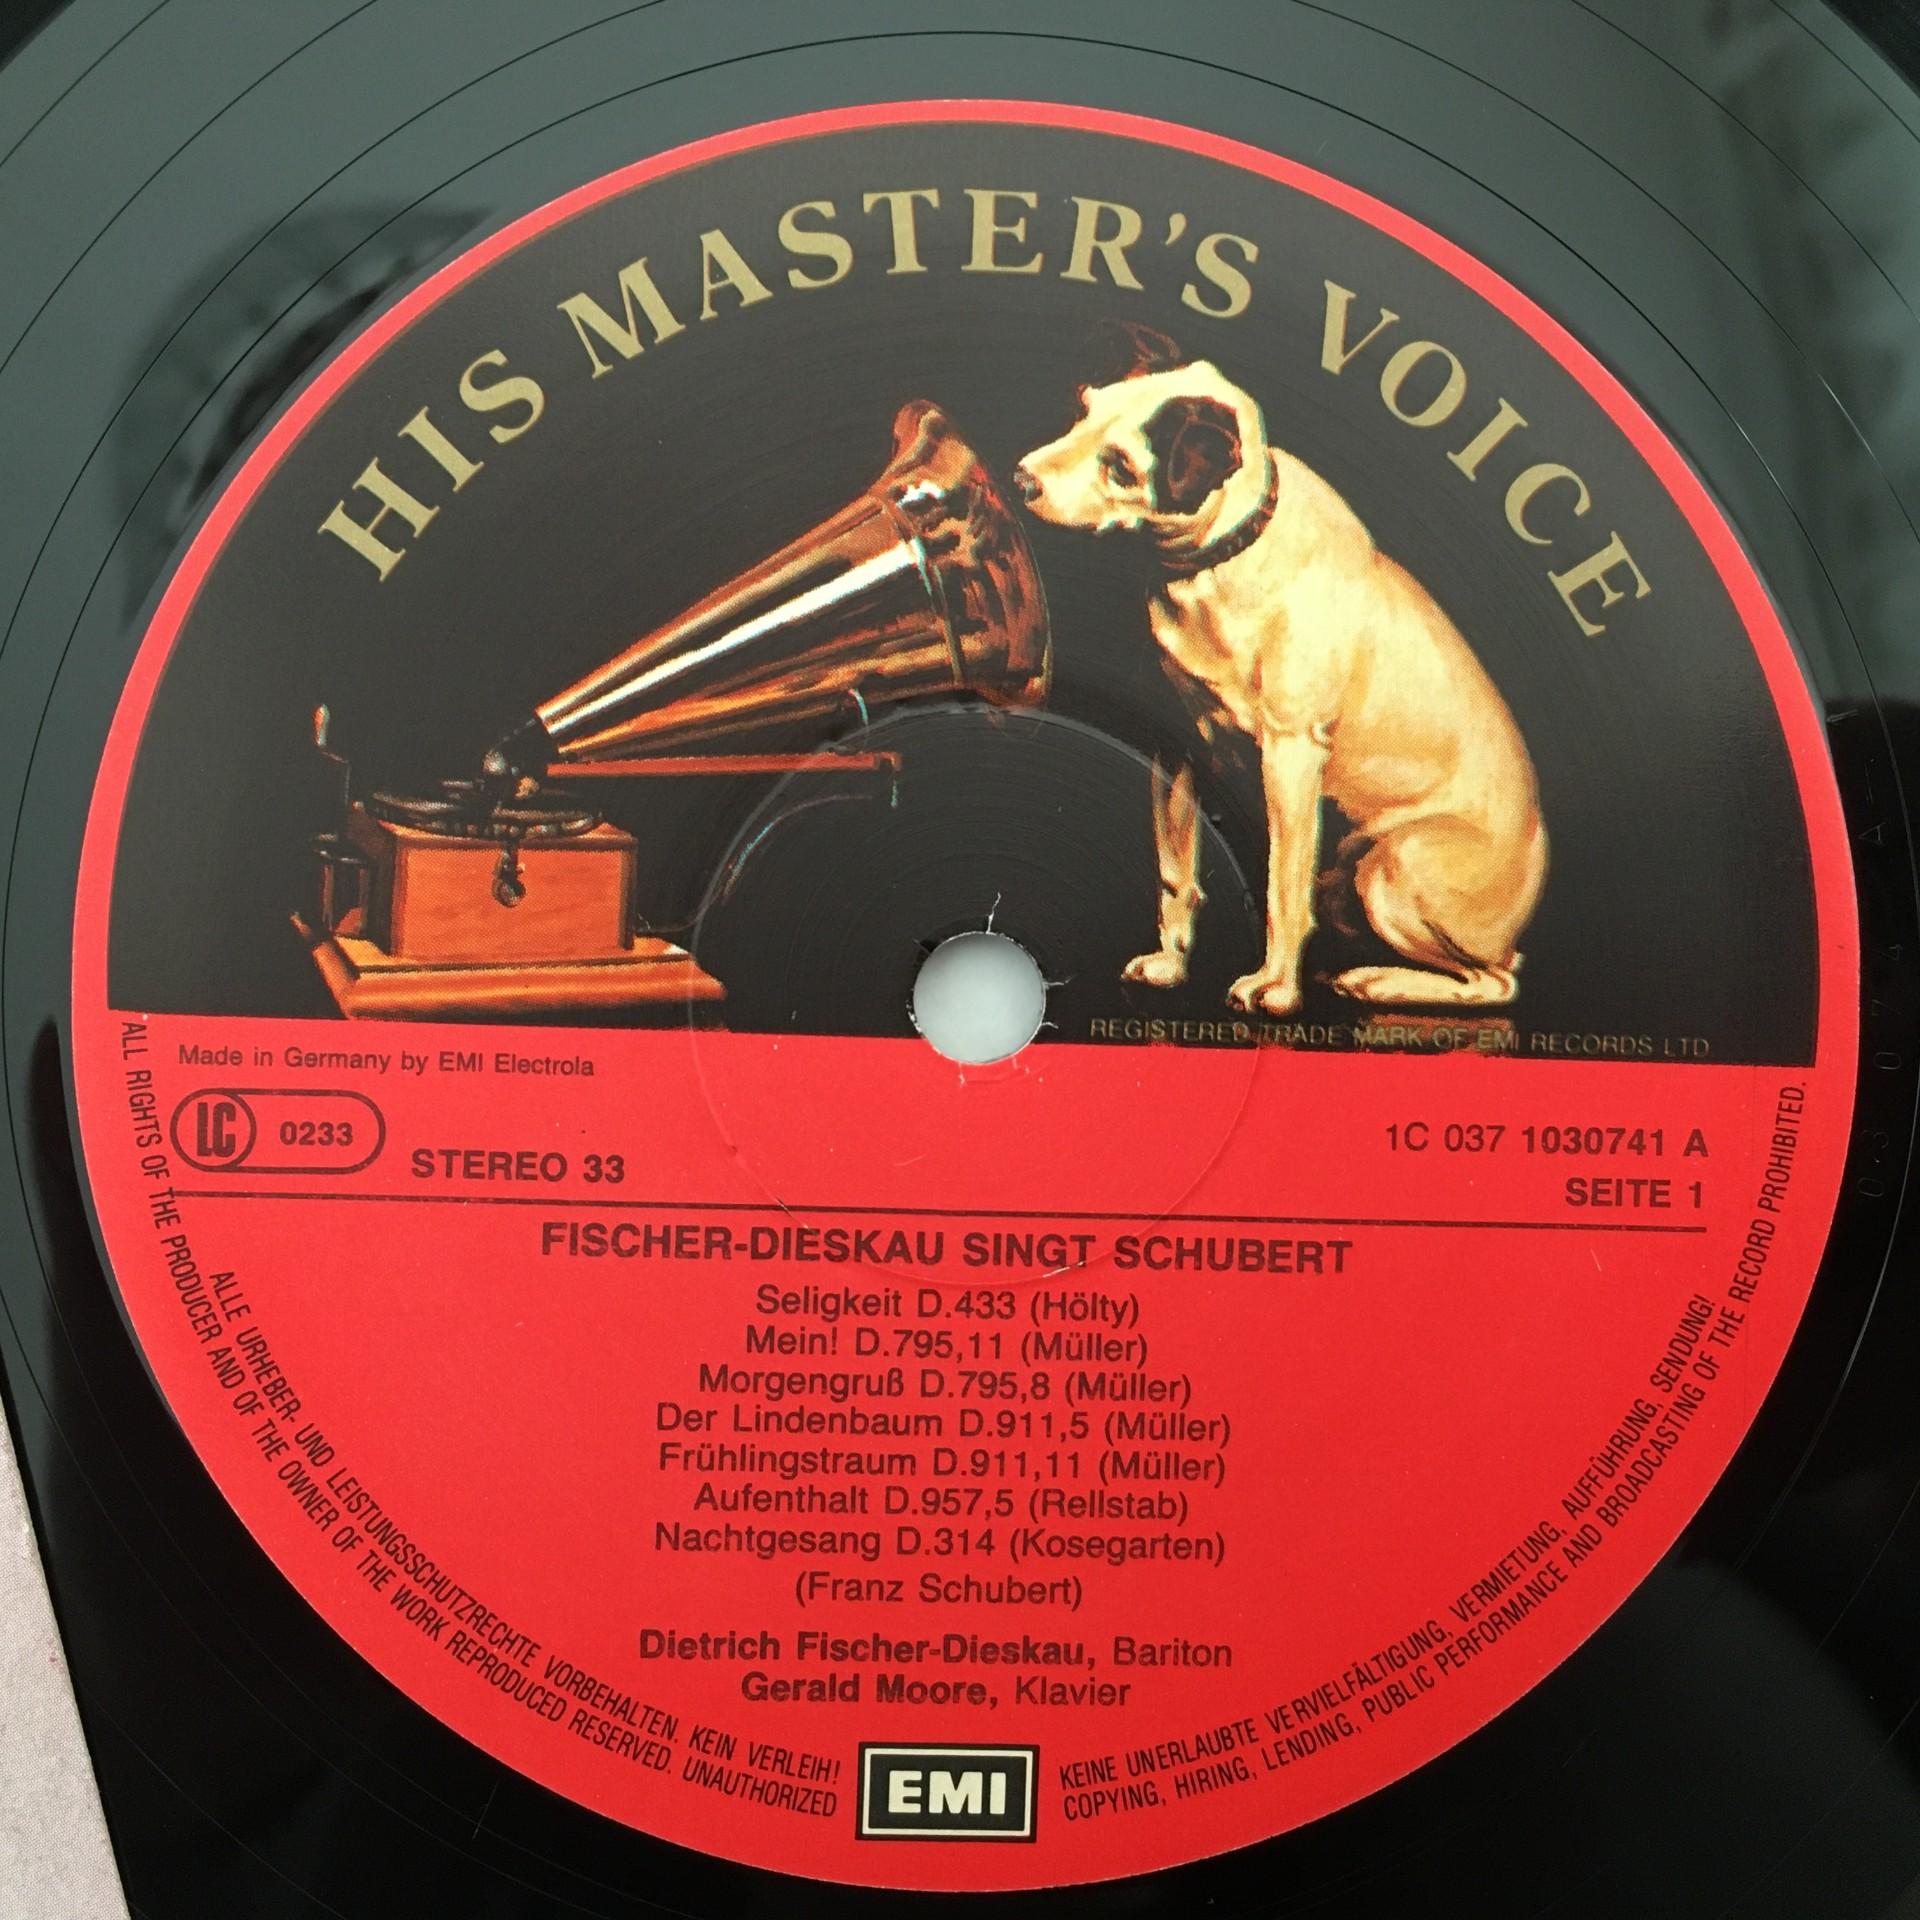 HIS MASTER'S VOICE
REGISTERED TRADE MARK OF EMI RECORDS LTD
Made in Germany by EMI Electrola
LC 0233
STEREO 33
1C 037 1030741 A
SEITE 1
FISCHER-DIESKAU SINGT SCHUBERT
Seligkeit D.433 (Hölty)
Mein! D.795,11 (Müller)
Morgengruß D.795,8 (Müller)
Der Lindenbaum D.911,5 (Müller)
Frühlingstraum D.911,11 (Müller)
Aufenthalt D.957,5 (Rellstab)
Nachtgesang D.314 (Kosegarten)
(Franz Schubert)
Dietrich Fischer-Dieskau, Bariton
Gerald Moore, Klavier
EMI
ALLE URHEBER- UND LEISTUNGSSCHUTZRECHTE VORBEHALTEN. KEIN VERLEIH! KEINE UNERLAUBTE VERVIELFÄLTIGUNG, VERMIETUNG, AUFFÜHRUNG, SENDUNG!
ALL RIGHTS OF THE PRODUCER AND OF THE OWNER OF THE WORK REPRODUCED RESERVED. UNAUTHORIZED COPYING, HIRING, LENDING, PUBLIC PERFORMANCE AND BROADCASTING OF THE RECORD PROHIBITED.